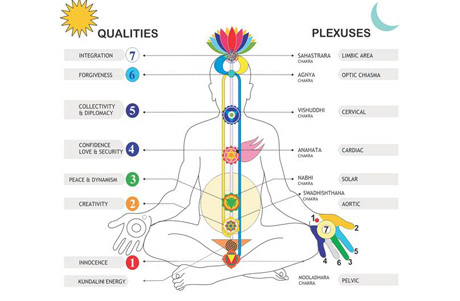 QUALITIES
PLEXUSES
INTEGRATION 7
SAHASTRARA
CHAKRA
LIMBIC AREA
FORGIVENESS 6
AGNYA
CHAKRA
OPTIC CHIASMA
COLLECTIVITY
& DIPLOMACY 5
VISHUDDHI
CHAKRA
CERVICAL
CONFIDENCE
LOVE & SECURITY 4
ANAHATA
CHAKRA
CARDIAC
PEACE & DYNAMISM 3
NABHI
CHAKRA
SOLAR
CREATIVITY 2
SWADHISHTHANA
CHAKRA
AORTIC
1
7
2
5
4 6 3
INNOCENCE 1
KUNDALINI ENERGY
MOOLADHARA
CHAKRA
PELVIC